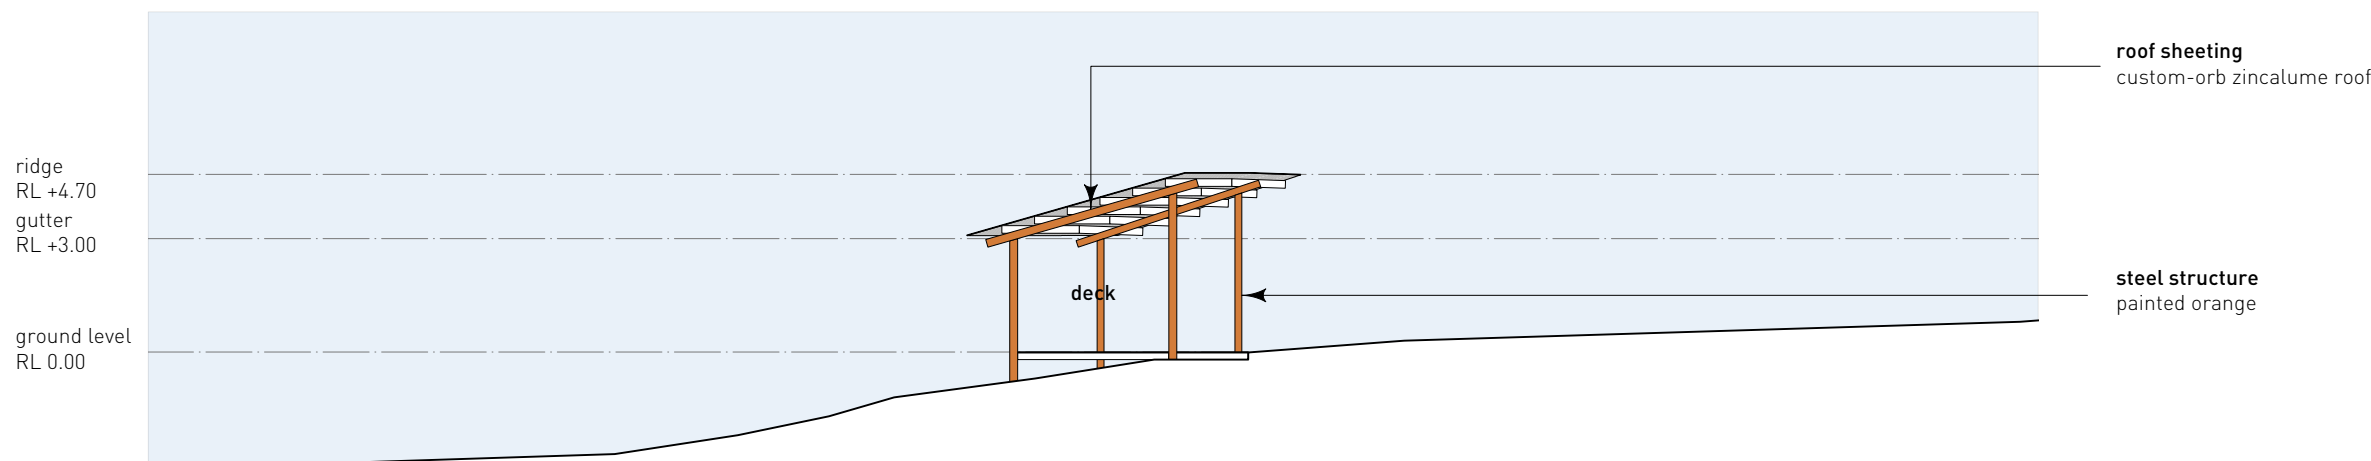 roof sheeting
custom-orb zincalume roof
ridge
RL +4.70
gutter
RL +3.00
deck
steel structure
painted orange
ground level
RL 0.00